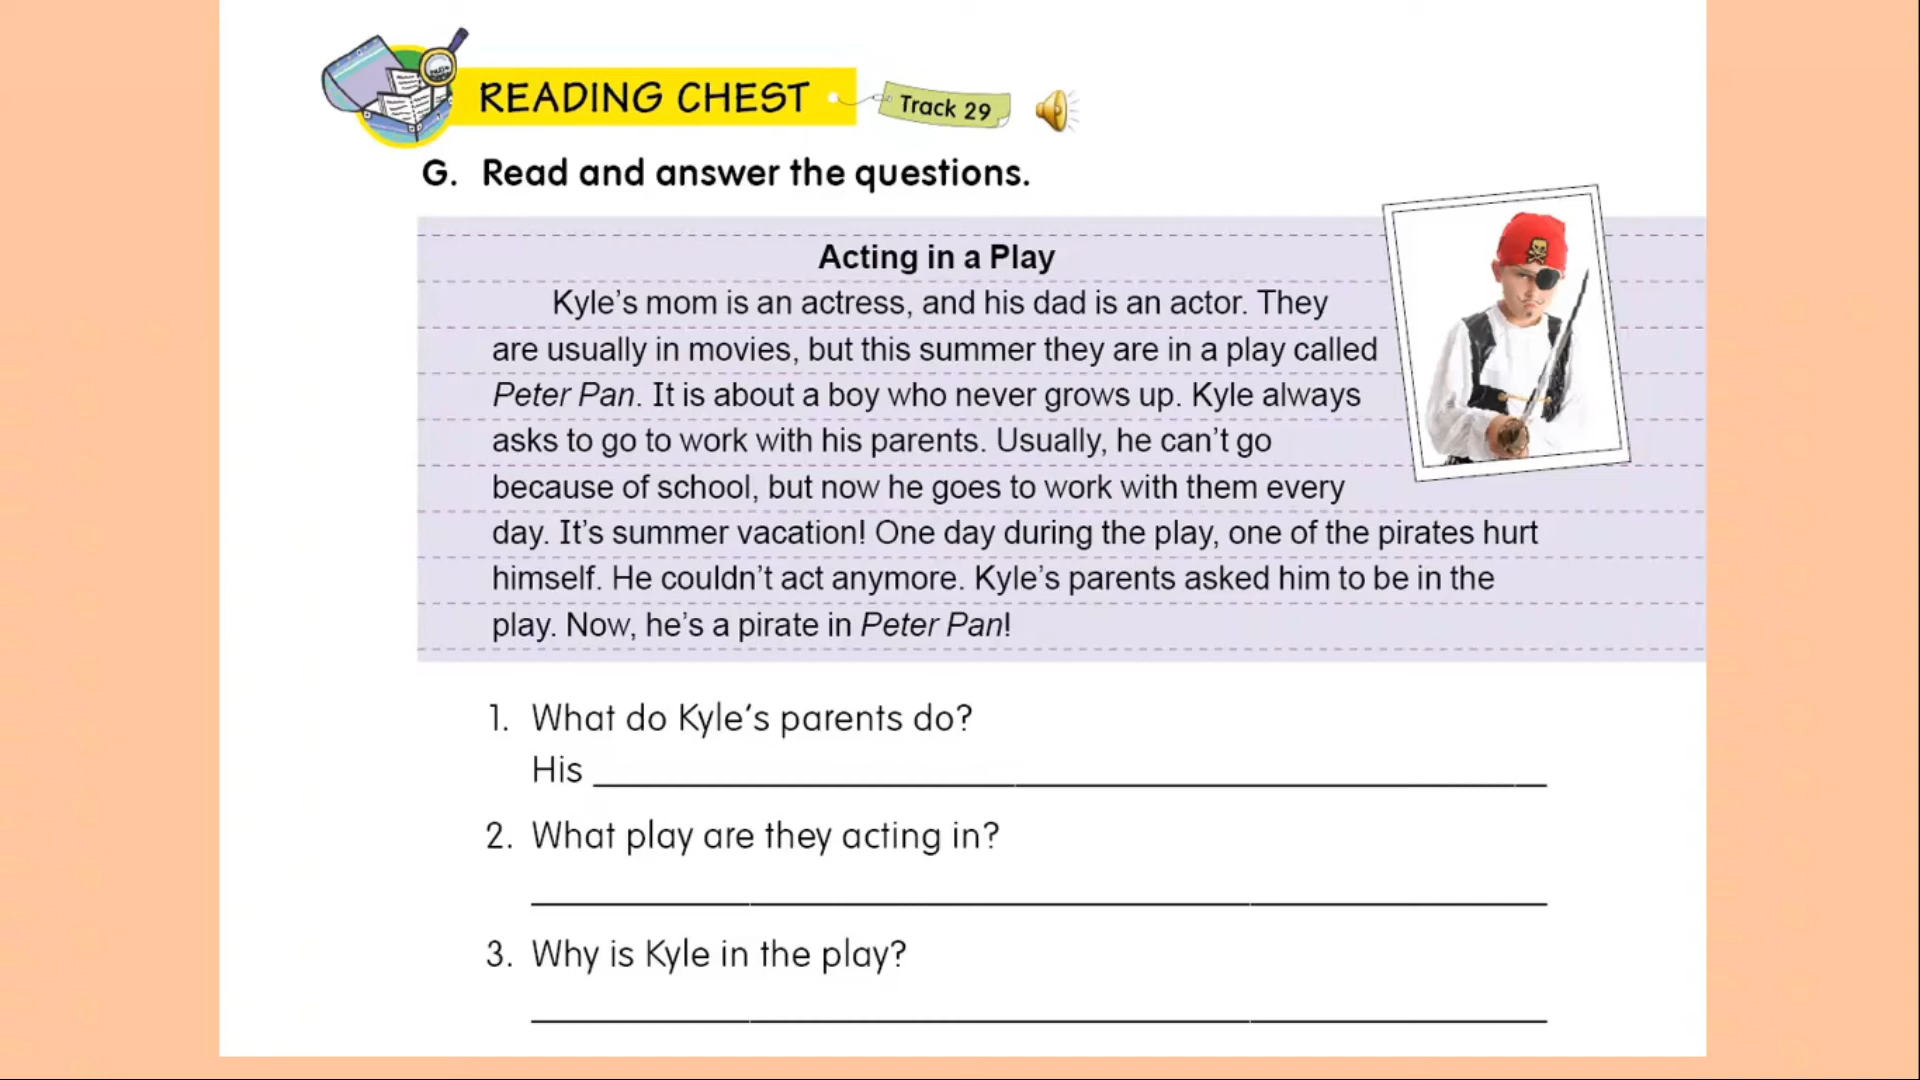 READING CHEST
Track 29
G. Read and answer the questions.
Acting in a Play
Kyle's mom is an actress, and his dad is an actor. They
are usually in movies, but this summer they are in a play called
Peter Pan. It is about a boy who never grows up. Kyle always
asks to go to work with his parents. Usually, he can't go
because of school, but now he goes to work with them every
day. It's summer vacation! One day during the play, one of the pirates hurt
himself. He couldn't act anymore. Kyle's parents asked him to be in the
play. Now, he's a pirate in Peter Pan!
1. What do Kyle's parents do?
His
2. What play are they acting in?
3. Why is Kyle in the play?